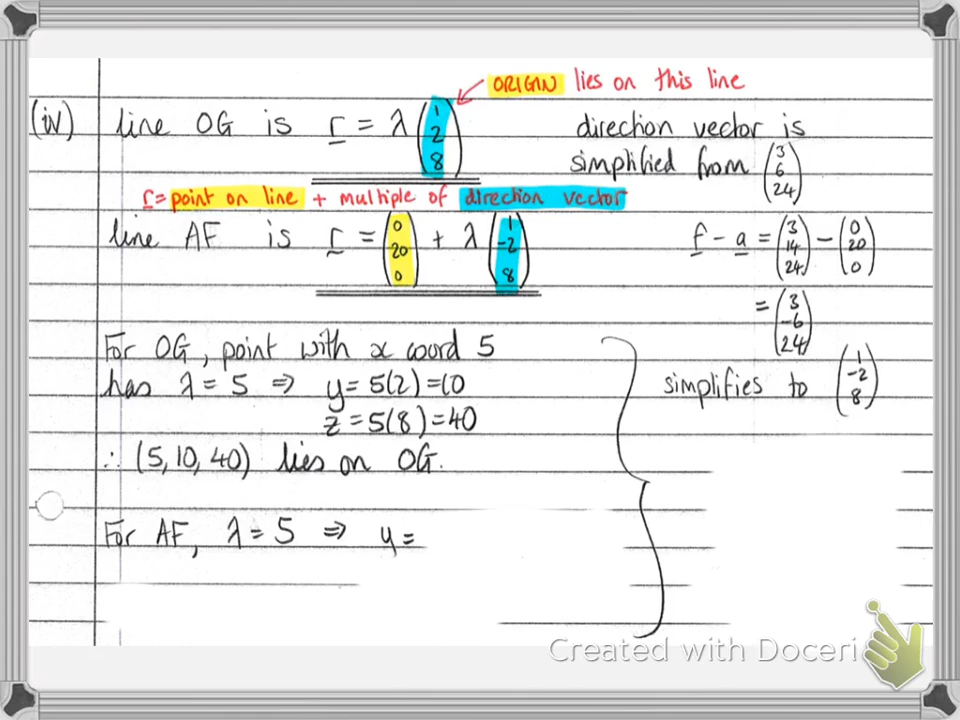 ORIGIN lies on this line
(iv) line OG is r = λ (1 2 8)
direction vector is
simplified from (3 6 24)
r = point on line + multiple of direction vector
line AF is r = (0 20 0) + λ (1 -2 8)
f - a = (3 14 24) - (0 20 0)
= (3 -6 24)
simplifies to (1 -2 8)
For OG, point with x coord 5
has λ = 5 ⇒ y = 5(2) = 10
z = 5(8) = 40
∴ (5, 10, 40) lies on OG.
For AF, λ = 5 ⇒ y =
Created with Doceri